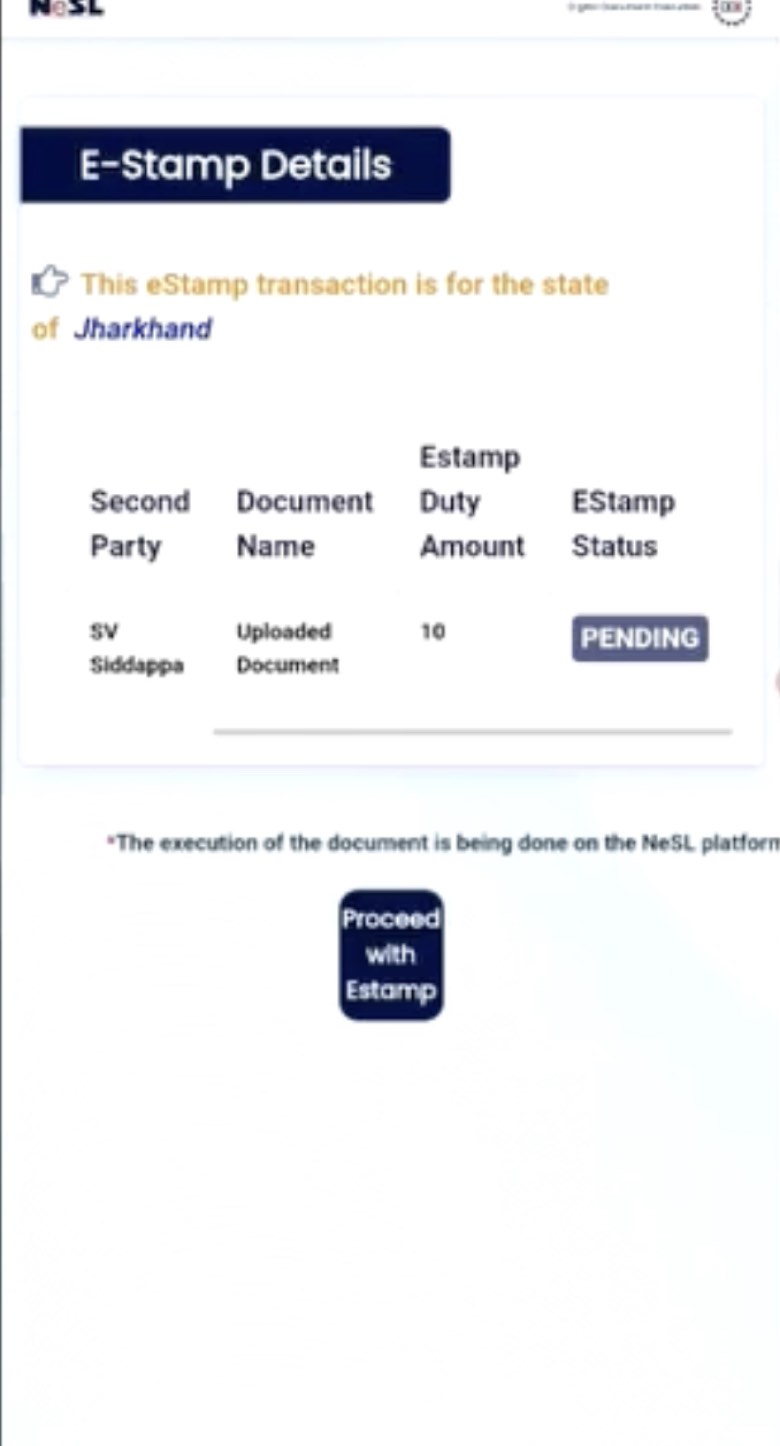 NeSL
E-Stamp Details
This eStamp transaction is for the state
of Jharkhand
Second Party
Document Name
Estamp Duty Amount
EStamp Status
SV Siddappa
Uploaded Document
10
PENDING
*The execution of the document is being done on the NeSL platform
Proceed
with
Estamp